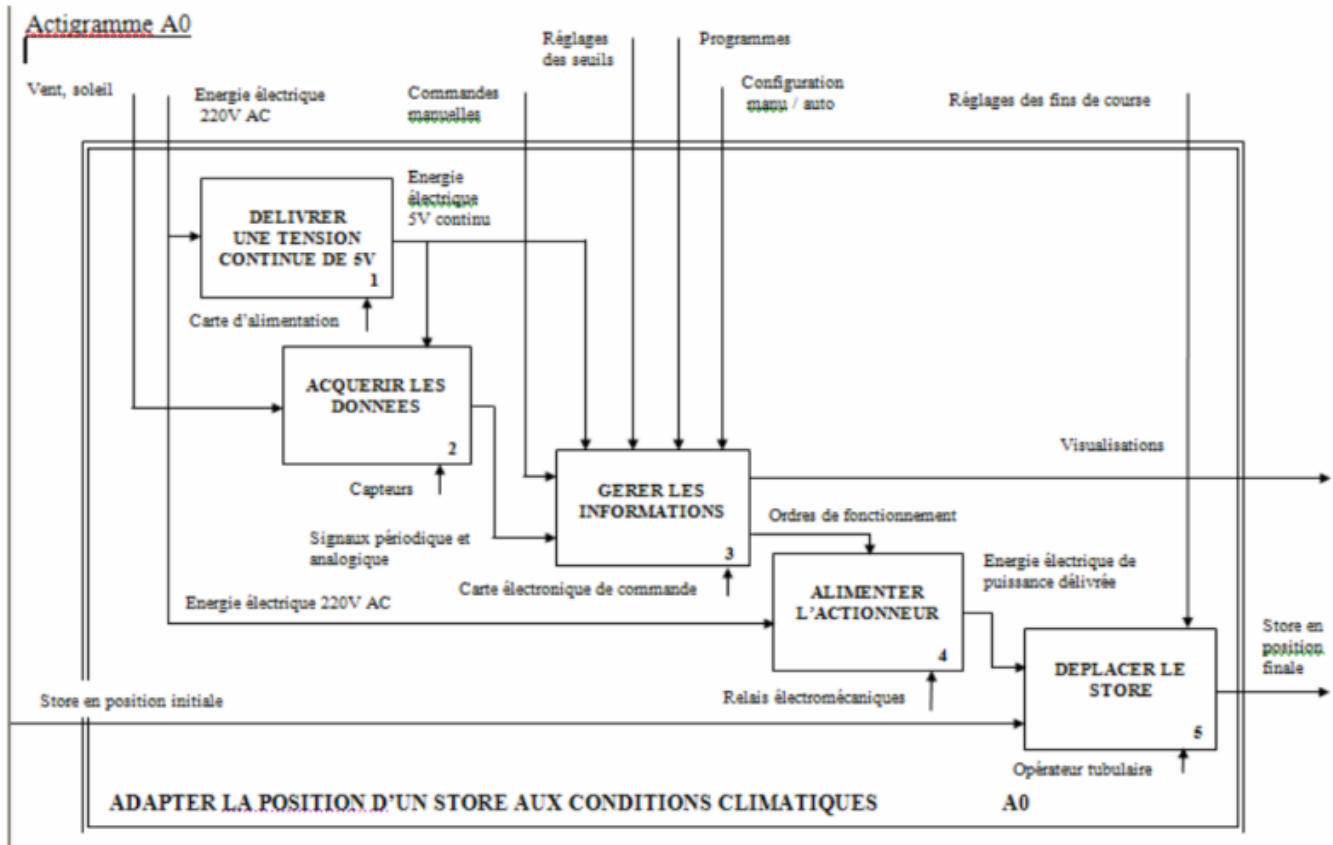 Actigramme A0
Réglages
des seuils
Programmes
Vent, soleil
Energie électrique
220V AC
Commandes
manuelles
Configuration
manu / auto
Réglages des fins de course
Energie
électrique
5V continu
DELIVRER
UNE TENSION
CONTINUE DE 5V
1
Carte d'alimentation
ACQUERIR LES
DONNEES
2
Capteurs
Visualisations
GERER LES
INFORMATIONS
3
Signaux périodique et
analogique
Ordres de fonctionnement
Carte électronique de commande
Energie électrique de
puissance délivrée
Energie électrique 220V AC
ALIMENTER
L'ACTIONNEUR
4
Relais électromécaniques
Store en
position
finale
DEPLACER LE
STORE
5
Store en position initiale
Opérateur tubulaire
ADAPTER LA POSITION D'UN STORE AUX CONDITIONS CLIMATIQUES A0